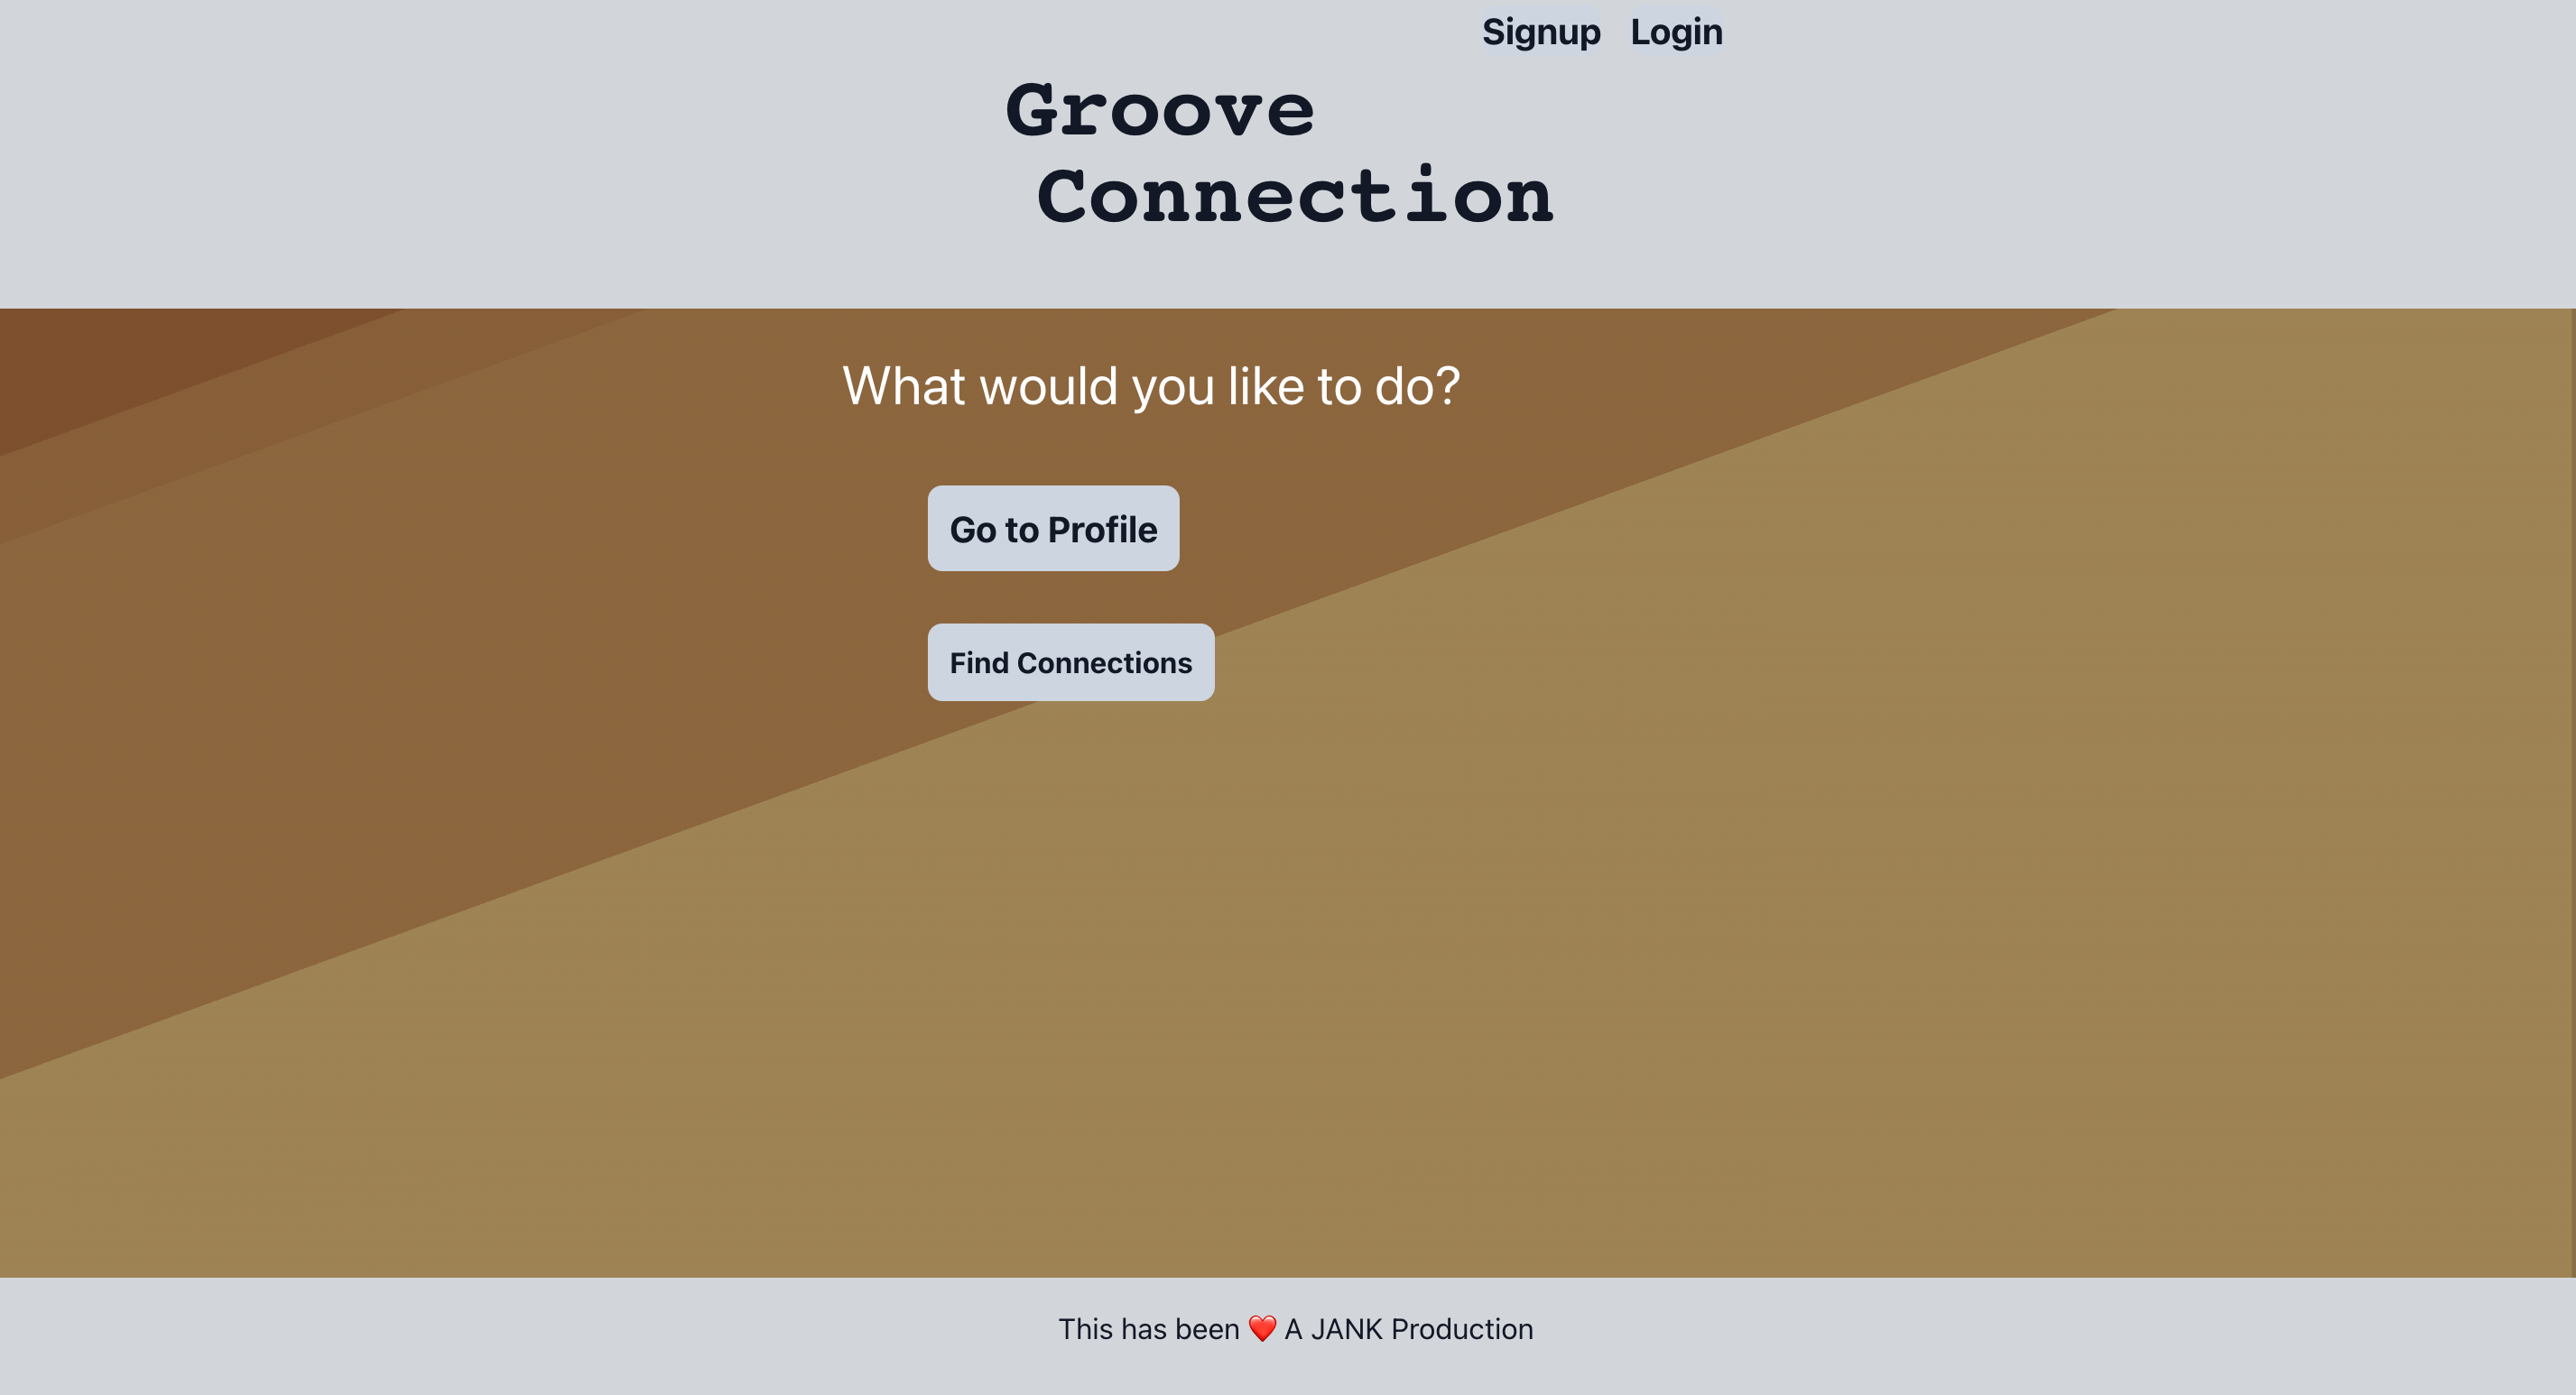 Signup Login
Groove
Connection
What would you like to do?
Go to Profile
Find Connections
This has been ❤️ A JANK Production